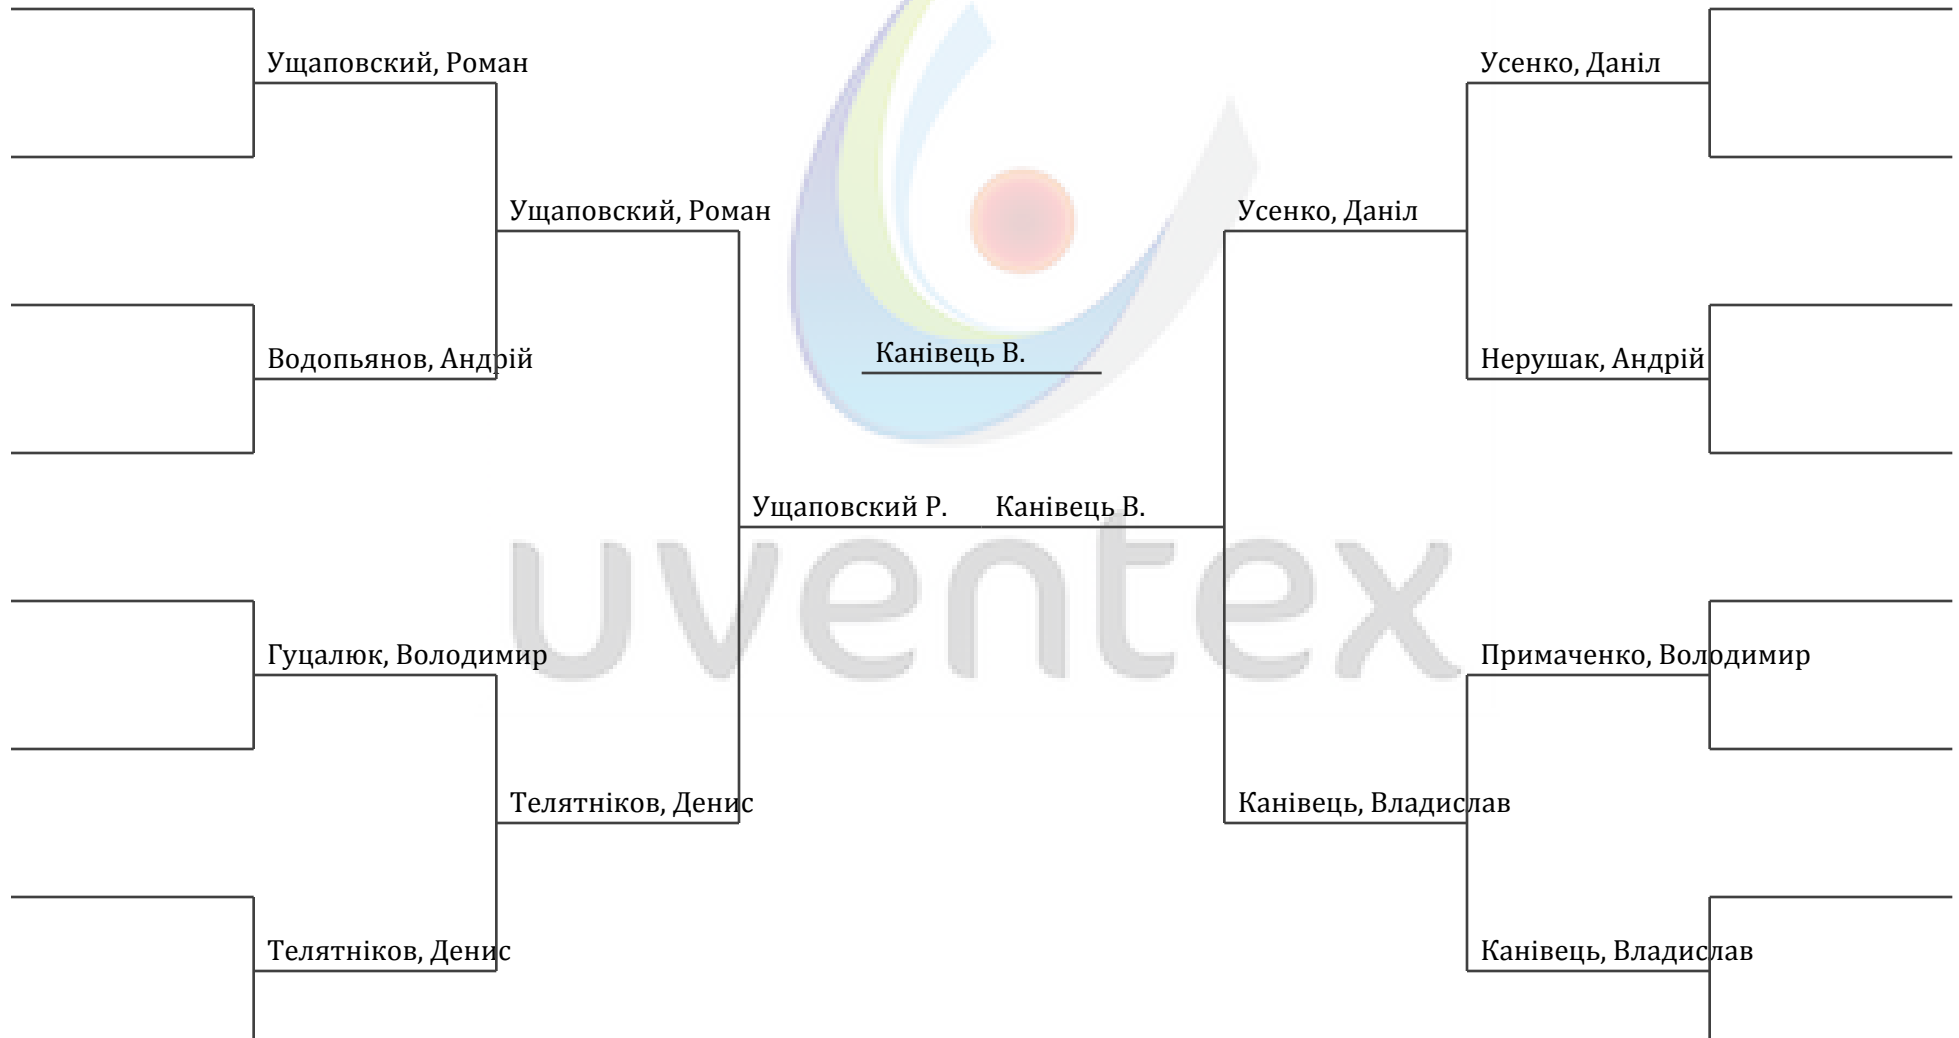 Ущаповский, Роман
Усенко, Даніл
Ущаповский, Роман
Усенко, Даніл
Водопьянов, Андрій
Канівець В.
Нерушак, Андрій
Ущаповский Р.
Канівець В.
uventex
Гуцалюк, Володимир
Примаченко, Володимир
Телятніков, Денис
Канівець, Владислав
Телятніков, Денис
Канівець, Владислав